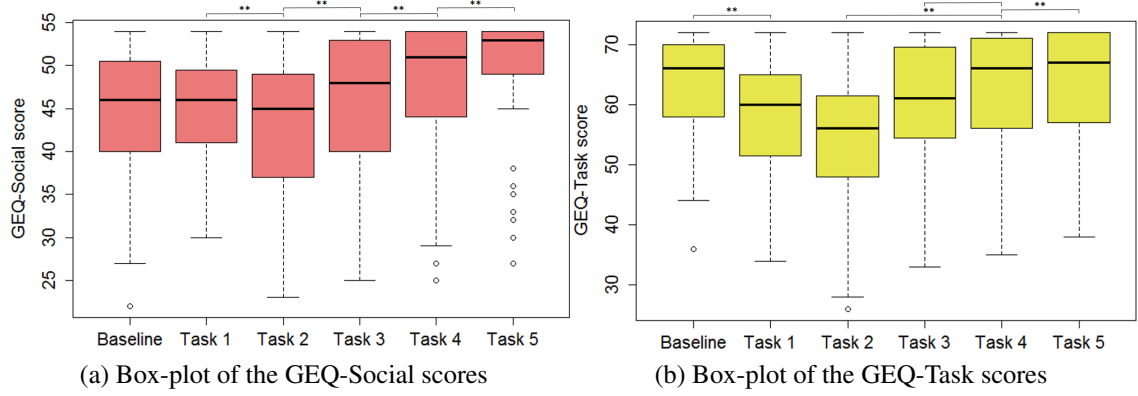 ** ** ** **
55
50
45
40
35
30
25
GEQ-Social score
Baseline Task 1 Task 2 Task 3 Task 4 Task 5
(a) Box-plot of the GEQ-Social scores
** ** **
70
60
50
40
30
GEQ-Task score
Baseline Task 1 Task 2 Task 3 Task 4 Task 5
(b) Box-plot of the GEQ-Task scores